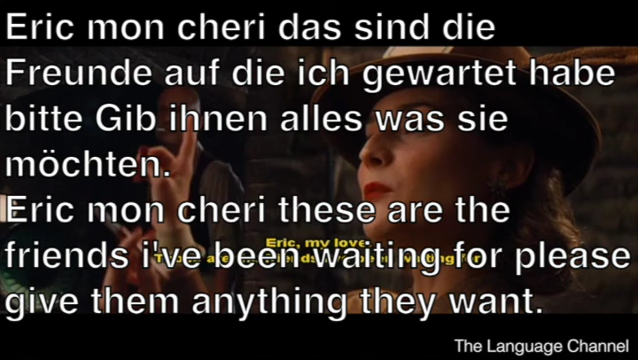 Eric mon cheri das sind die
Freunde auf die ich gewartet habe
bitte Gib ihnen alles was sie
möchten.
Eric mon cheri these are the
friends i've been waiting for please
give them anything they want.
Eric, my love
The Language Channel